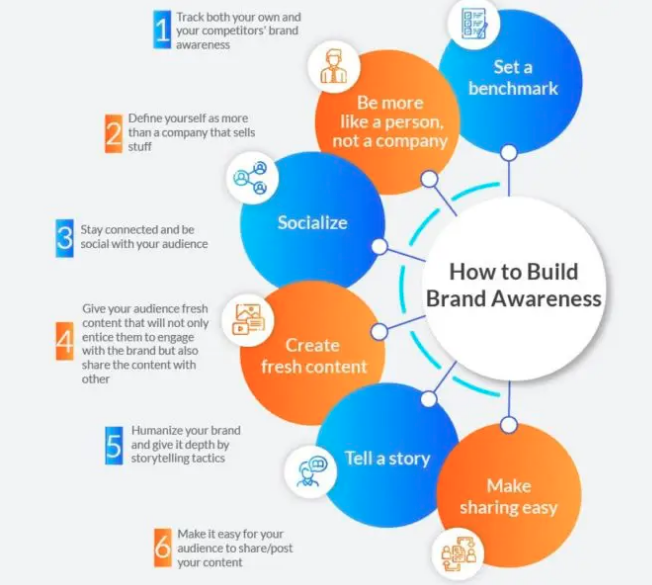 1
Track both your own and
your competitors' brand
awareness
Set a
benchmark
2
Define yourself as more
than a company that sells
stuff
Be more
like a person,
not a company
3
Stay connected and be
social with your audience
Socialize
How to Build
Brand Awareness
4
Give your audience fresh
content that will not only
entice them to engage
with the brand but also
share the content with
other
Create
fresh content
5
Humanize your brand
and give it depth by
storytelling tactics
Tell a story
6
Make it easy for your
audience to share/post
your content
Make
sharing easy